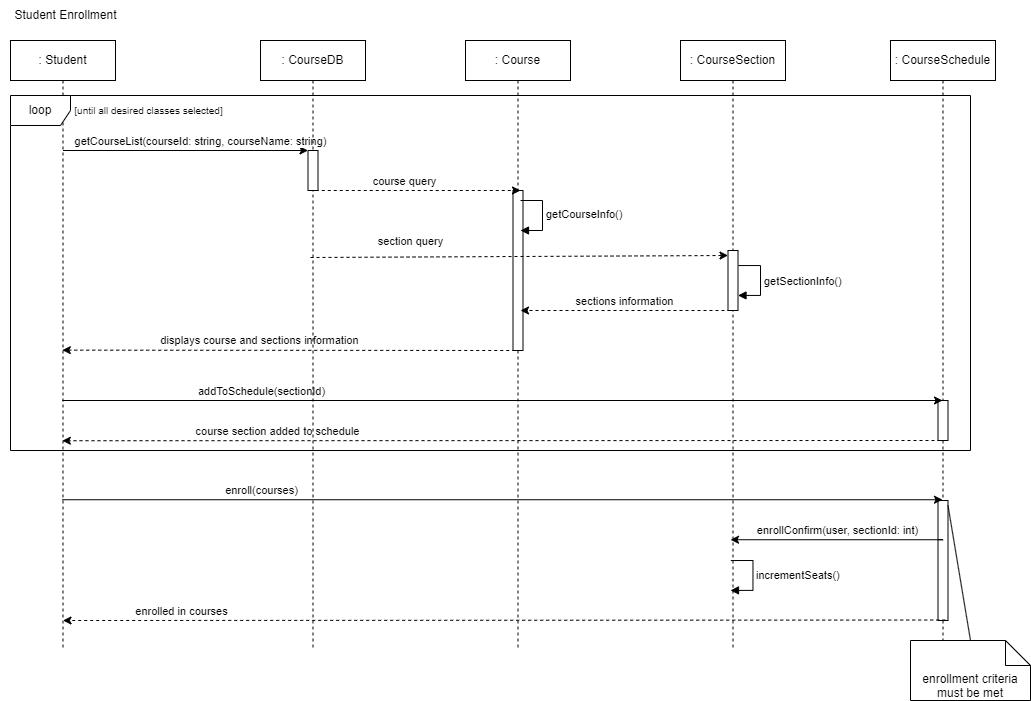 Student Enrollment
: Student
: CourseDB
: Course
: CourseSection
: CourseSchedule
loop
[until all desired classes selected]
getCourseList(courseId: string, courseName: string)
course query
getCourseInfo()
section query
getSectionInfo()
sections information
displays course and sections information
addToSchedule(sectionId)
course section added to schedule
enroll(courses)
enrollConfirm(user, sectionId: int)
incrementSeats()
enrolled in courses
enrollment criteria
must be met